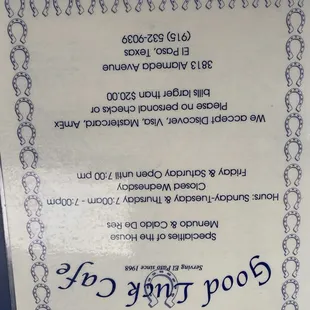 Good Luck Cafe
Serving El Paso since 1968
Specialties of the House
Menudo & Caldo De Res
Hours: Sunday-Tuesday & Thursday 7:00am - 7:00pm
Closed Wednesday
Friday & Saturday Open until 7:00 pm
We accept Discover, Visa, Mastercard, AmEx
Please no personal checks or
bills larger than $20.00
3813 Alameda Avenue
El Paso, Texas
(915) 532-9039